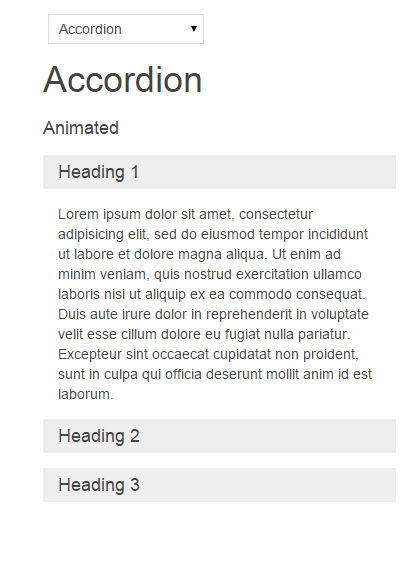 Accordion
Accordion
Animated
Heading 1
Lorem ipsum dolor sit amet, consectetur
adipisicing elit, sed do eiusmod tempor incididunt
ut labore et dolore magna aliqua. Ut enim ad
minim veniam, quis nostrud exercitation ullamco
laboris nisi ut aliquip ex ea commodo consequat.
Duis aute irure dolor in reprehenderit in voluptate
velit esse cillum dolore eu fugiat nulla pariatur.
Excepteur sint occaecat cupidatat non proident,
sunt in culpa qui officia deserunt mollit anim id est
laborum.
Heading 2
Heading 3